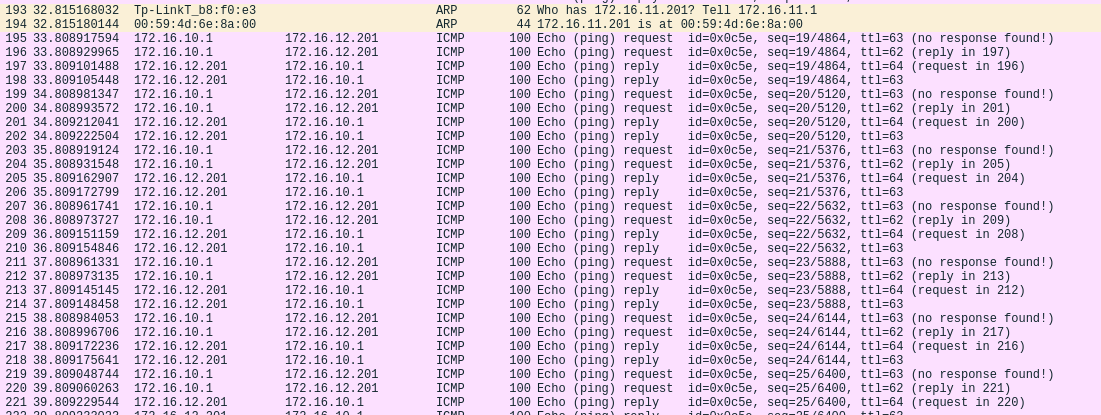 193 32.815168032 Tp-LinkT_b8:f0:e3 ARP 62 Who has 172.16.11.201? Tell 172.16.11.1
194 32.815180144 00:59:4d:6e:8a:00 ARP 44 172.16.11.201 is at 00:59:4d:6e:8a:00
195 33.808917594 172.16.10.1 172.16.12.201 ICMP 100 Echo (ping) request id=0x0c5e, seq=19/4864, ttl=63 (no response found!)
196 33.808929965 172.16.10.1 172.16.12.201 ICMP 100 Echo (ping) request id=0x0c5e, seq=19/4864, ttl=62 (reply in 197)
197 33.809101488 172.16.12.201 172.16.10.1 ICMP 100 Echo (ping) reply id=0x0c5e, seq=19/4864, ttl=64 (request in 196)
198 33.809105448 172.16.12.201 172.16.10.1 ICMP 100 Echo (ping) reply id=0x0c5e, seq=19/4864, ttl=63
199 34.808981347 172.16.10.1 172.16.12.201 ICMP 100 Echo (ping) request id=0x0c5e, seq=20/5120, ttl=63 (no response found!)
200 34.808993572 172.16.10.1 172.16.12.201 ICMP 100 Echo (ping) request id=0x0c5e, seq=20/5120, ttl=62 (reply in 201)
201 34.809212041 172.16.12.201 172.16.10.1 ICMP 100 Echo (ping) reply id=0x0c5e, seq=20/5120, ttl=64 (request in 200)
202 34.809222504 172.16.12.201 172.16.10.1 ICMP 100 Echo (ping) reply id=0x0c5e, seq=20/5120, ttl=63
203 35.808919124 172.16.10.1 172.16.12.201 ICMP 100 Echo (ping) request id=0x0c5e, seq=21/5376, ttl=63 (no response found!)
204 35.808931548 172.16.10.1 172.16.12.201 ICMP 100 Echo (ping) request id=0x0c5e, seq=21/5376, ttl=62 (reply in 205)
205 35.809162907 172.16.12.201 172.16.10.1 ICMP 100 Echo (ping) reply id=0x0c5e, seq=21/5376, ttl=64 (request in 204)
206 35.809172799 172.16.12.201 172.16.10.1 ICMP 100 Echo (ping) reply id=0x0c5e, seq=21/5376, ttl=63
207 36.808961741 172.16.10.1 172.16.12.201 ICMP 100 Echo (ping) request id=0x0c5e, seq=22/5632, ttl=63 (no response found!)
208 36.808973727 172.16.10.1 172.16.12.201 ICMP 100 Echo (ping) request id=0x0c5e, seq=22/5632, ttl=62 (reply in 209)
209 36.809151159 172.16.12.201 172.16.10.1 ICMP 100 Echo (ping) reply id=0x0c5e, seq=22/5632, ttl=64 (request in 208)
210 36.809154846 172.16.12.201 172.16.10.1 ICMP 100 Echo (ping) reply id=0x0c5e, seq=22/5632, ttl=63
211 37.808961331 172.16.10.1 172.16.12.201 ICMP 100 Echo (ping) request id=0x0c5e, seq=23/5888, ttl=63 (no response found!)
212 37.808973135 172.16.10.1 172.16.12.201 ICMP 100 Echo (ping) request id=0x0c5e, seq=23/5888, ttl=62 (reply in 213)
213 37.809145145 172.16.12.201 172.16.10.1 ICMP 100 Echo (ping) reply id=0x0c5e, seq=23/5888, ttl=64 (request in 212)
214 37.809148458 172.16.12.201 172.16.10.1 ICMP 100 Echo (ping) reply id=0x0c5e, seq=23/5888, ttl=63
215 38.808984053 172.16.10.1 172.16.12.201 ICMP 100 Echo (ping) request id=0x0c5e, seq=24/6144, ttl=63 (no response found!)
216 38.808996706 172.16.10.1 172.16.12.201 ICMP 100 Echo (ping) request id=0x0c5e, seq=24/6144, ttl=62 (reply in 217)
217 38.809172236 172.16.12.201 172.16.10.1 ICMP 100 Echo (ping) reply id=0x0c5e, seq=24/6144, ttl=64 (request in 216)
218 38.809175641 172.16.12.201 172.16.10.1 ICMP 100 Echo (ping) reply id=0x0c5e, seq=24/6144, ttl=63
219 39.809048744 172.16.10.1 172.16.12.201 ICMP 100 Echo (ping) request id=0x0c5e, seq=25/6400, ttl=63 (no response found!)
220 39.809060263 172.16.10.1 172.16.12.201 ICMP 100 Echo (ping) request id=0x0c5e, seq=25/6400, ttl=62 (reply in 221)
221 39.809229544 172.16.12.201 172.16.10.1 ICMP 100 Echo (ping) reply id=0x0c5e, seq=25/6400, ttl=64 (request in 220)